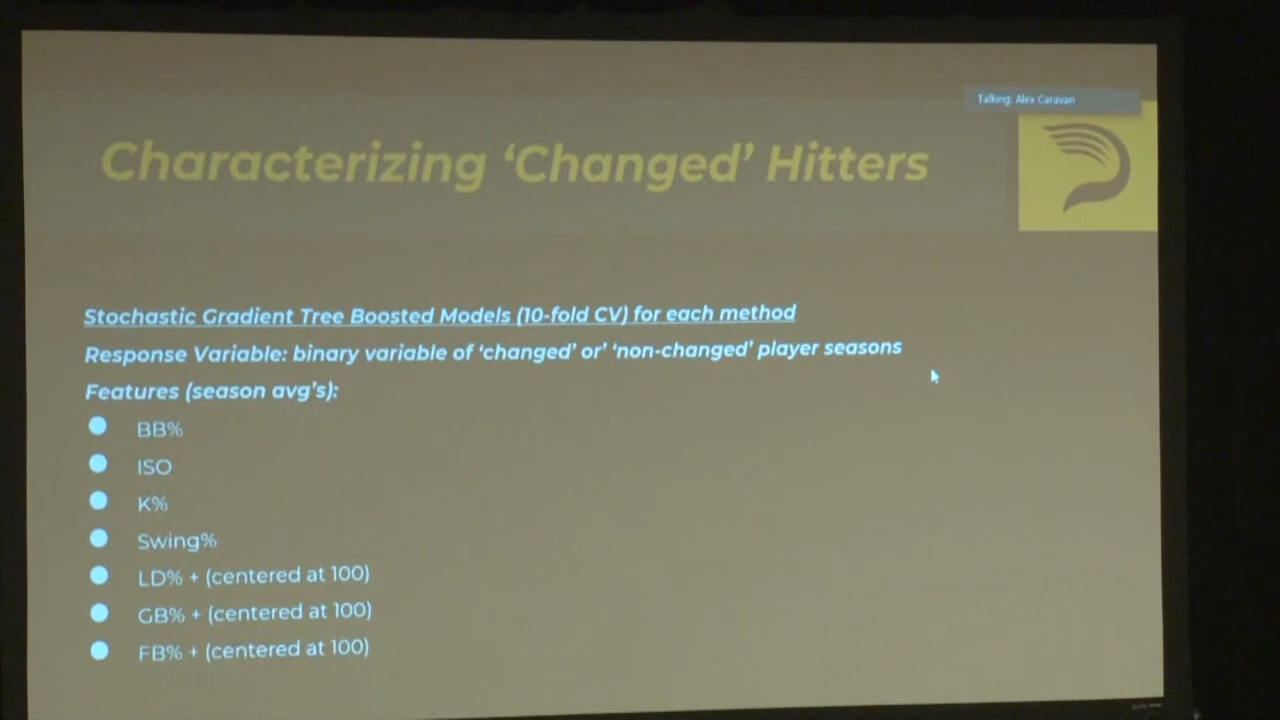 Talking: Alex Caravan
Characterizing ‘Changed’ Hitters
Stochastic Gradient Tree Boosted Models (10-fold CV) for each method
Response Variable: binary variable of ‘changed’ or’ ‘non-changed’ player seasons
Features (season avg’s):
● BB%
● ISO
● K%
● Swing%
● LD% + (centered at 100)
● GB% + (centered at 100)
● FB% + (centered at 100)